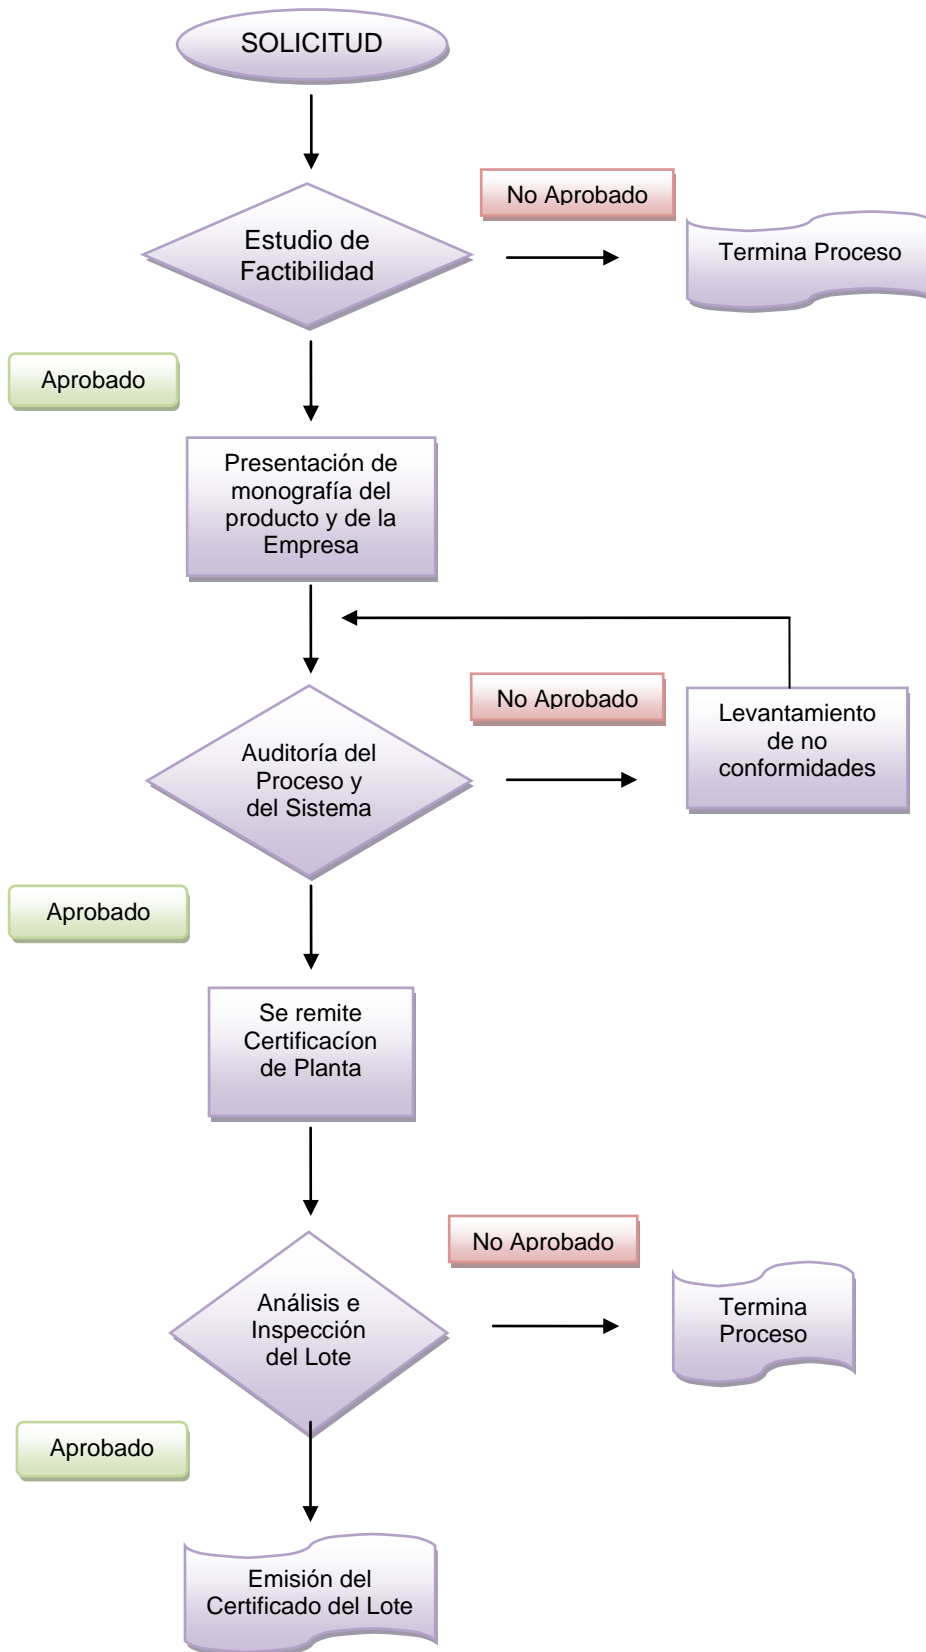 SOLICITUD
No Aprobado
Estudio de
Factibilidad
Termina Proceso
Aprobado
Presentación de
monografía del
producto y de la
Empresa
No Aprobado
Levantamiento
de no
conformidades
Auditoría del
Proceso y
del Sistema
Aprobado
Se remite
Certificacíon
de Planta
No Aprobado
Análisis e
Inspección
del Lote
Termina
Proceso
Aprobado
Emisión del
Certificado del Lote